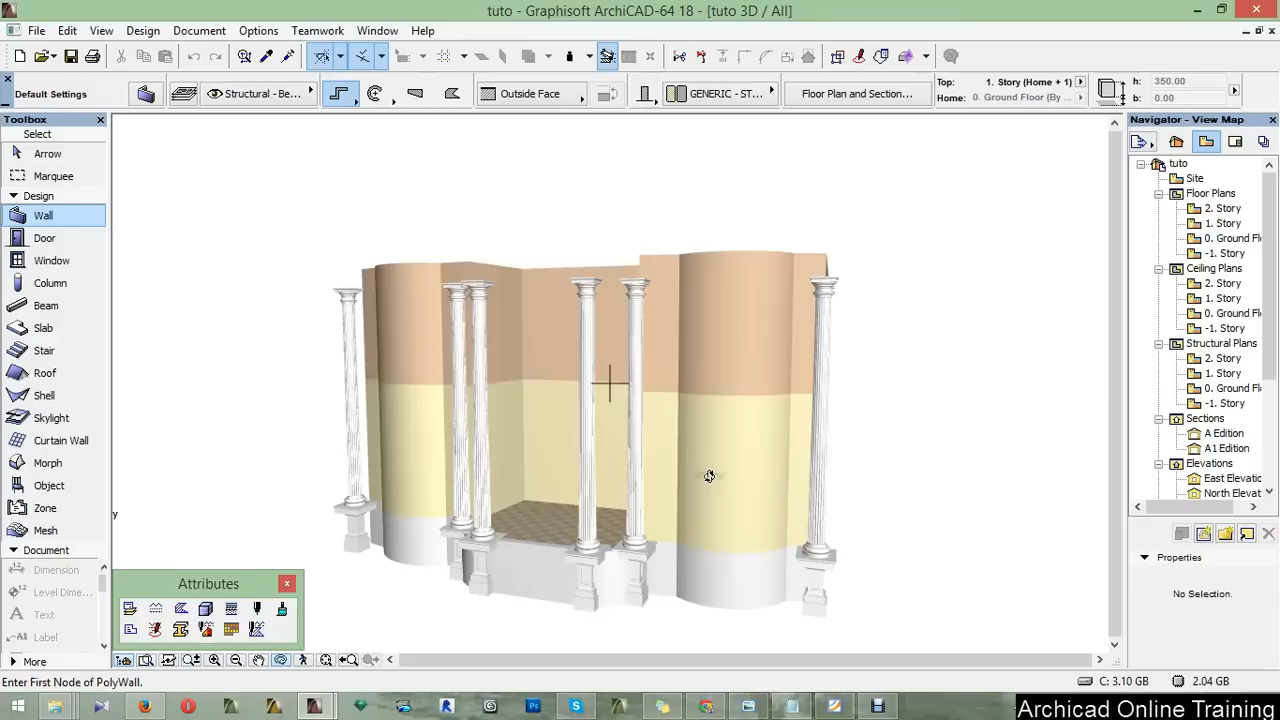 tuto - Graphisoft ArchiCAD-64 18 - [tuto 3D / All]
File Edit View Design Document Options Teamwork Window Help
Default Settings
Structural - Be...
Outside Face
GENERIC - ST...
Floor Plan and Section...
Top: 1. Story (Home + 1)
Home: 0. Ground Floor (By ...
h: 350.00
b: 0.00
Toolbox
Select
Arrow
Marquee
Design
Wall
Door
Window
Column
Beam
Slab
Stair
Roof
Shell
Skylight
Curtain Wall
Morph
Object
Zone
Mesh
Document
Dimension
Level Dime...
Text
Label
More
y
Attributes
Navigator - View Map
tuto
Site
Floor Plans
2. Story
1. Story
0. Ground Fl
-1. Story
Ceiling Plans
2. Story
1. Story
0. Ground Fl
-1. Story
Structural Plans
2. Story
1. Story
0. Ground Fl
-1. Story
Sections
A Edition
A1 Edition
Elevations
East Elevati
North Elevat
Properties
No Selection.
Enter First Node of PolyWall.
C: 3.10 GB
2.04 GB
Archicad Online Training